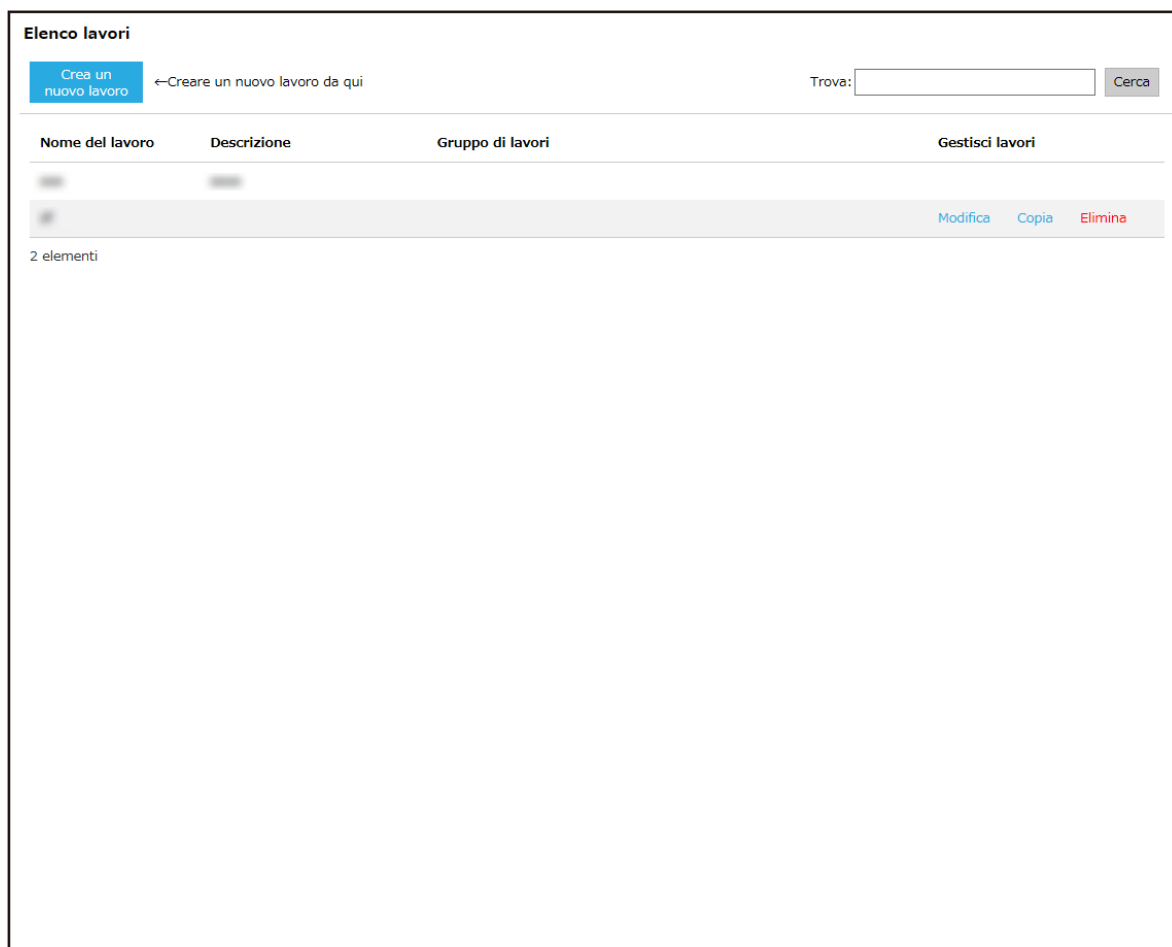 Elenco lavori
Crea un
nuovo lavoro
←Creare un nuovo lavoro da qui
Trova:
Cerca
Nome del lavoro Descrizione Gruppo di lavori Gestisci lavori
Modifica Copia Elimina
2 elementi